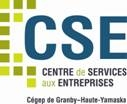 CSE
CENTRE de SERVICES
aux ENTREPRISES
Cégep de Granby-Haute-Yamaska